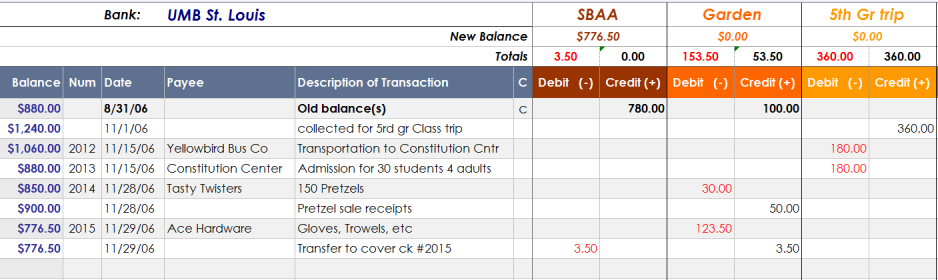 Bank: UMB St. Louis SBAA Garden 5th Gr trip
New Balance $776.50 $0.00 $0.00
Totals 3.50 0.00 153.50 53.50 360.00 360.00
Balance Num Date Payee Description of Transaction C Debit (-) Credit (+) Debit (-) Credit (+) Debit (-) Credit (+)
$880.00 8/31/06 Old balance(s) C 780.00 100.00
$1,240.00 11/1/06 collected for 5rd gr Class trip 360.00
$1,060.00 2012 11/15/06 Yellowbird Bus Co Transportation to Constitution Cntr 180.00
$880.00 2013 11/15/06 Constitution Center Admission for 30 students 4 adults 180.00
$850.00 2014 11/28/06 Tasty Twisters 150 Pretzels 30.00
$900.00 11/28/06 Pretzel sale receipts 50.00
$776.50 2015 11/29/06 Ace Hardware Gloves, Trowels, etc 123.50
$776.50 11/29/06 Transfer to cover ck #2015 3.50 3.50